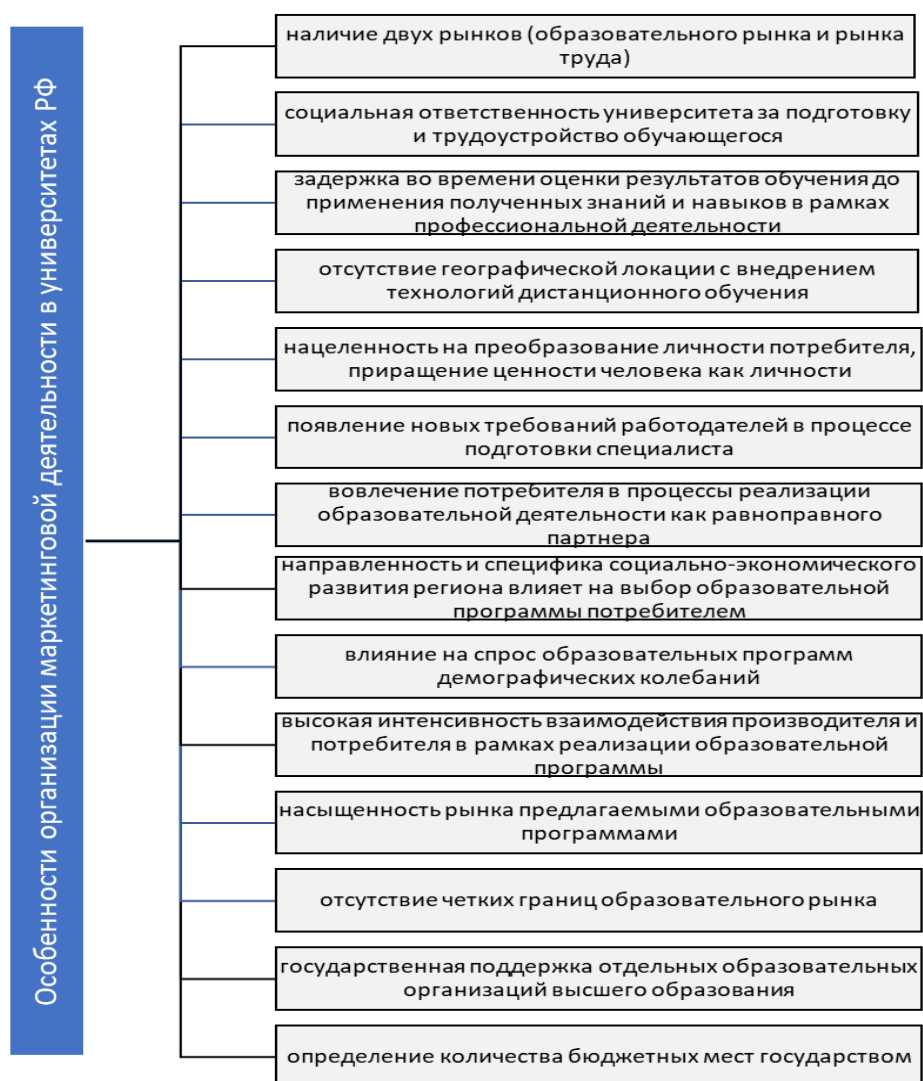 Особенности организации маркетинговой деятельности в университетах РФ
наличие двух рынков (образовательного рынка и рынка
труда)
социальная ответственность университета за подготовку
и трудоустройство обучающегося
задержка во времени оценки результатов обучения до
применения полученных знаний и навыков в рамках
профессиональной деятельности
отсутствие географической локации с внедрением
технологий дистанционного обучения
нацеленность на преобразование личности потребителя,
приращение ценности человека как личности
появление новых требований работодателей в процессе
подготовки специалиста
вовлечение потребителя в процессы реализации
образовательной деятельности как равноправного
партнера
направленность и специфика социально-экономического
развития региона влияет на выбор образовательной
программы потребителем
влияние на спрос образовательных программ
демографических колебаний
высокая интенсивность взаимодействия производителя и
потребителя в рамках реализации образовательной
программы
насыщенность рынка предлагаемыми образовательными
программами
отсутствие четких границ образовательного рынка
государственная поддержка отдельных образовательных
организаций высшего образования
определение количества бюджетных мест государством